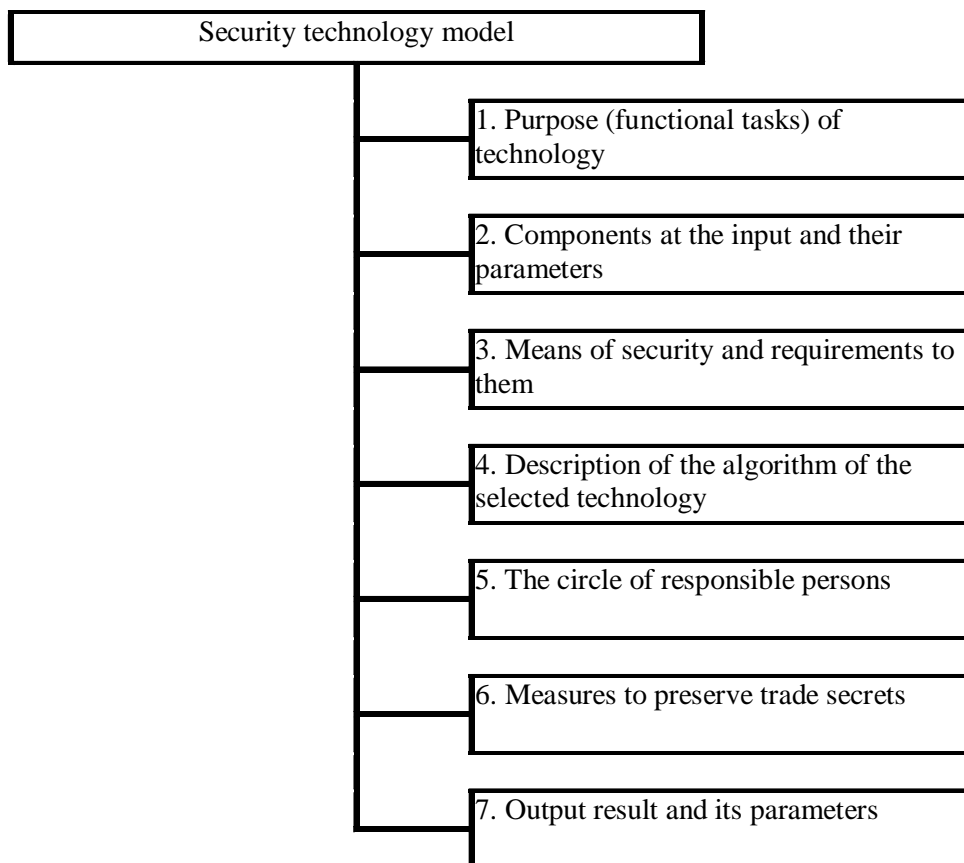 Security technology model
1. Purpose (functional tasks) of
technology
2. Components at the input and their
parameters
3. Means of security and requirements to
them
4. Description of the algorithm of the
selected technology
5. The circle of responsible persons
6. Measures to preserve trade secrets
7. Output result and its parameters